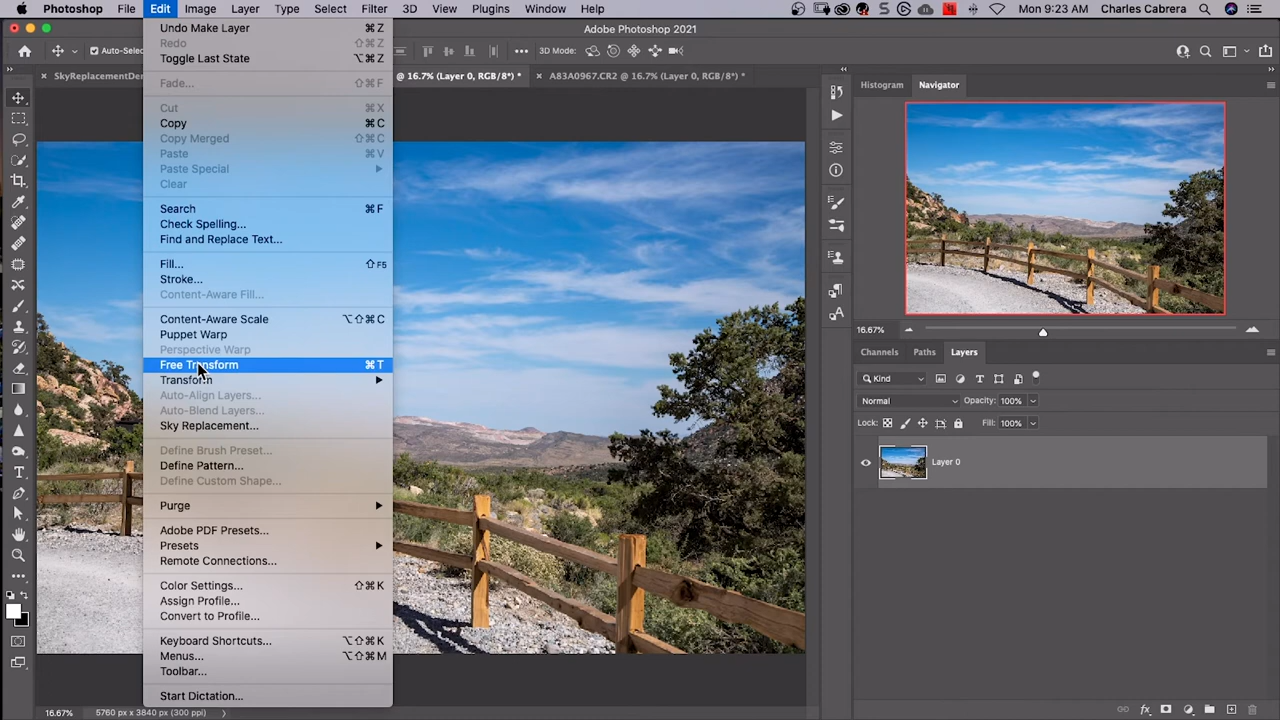 Photoshop File Edit Image Layer Type Select Filter 3D View Plugins Window Help Mon 9:23 AM Charles Cabrera
Adobe Photoshop 2021
Auto-Selec 3D Mode:
SkyReplacementDem @ 16.7% (Layer 0, RGB/8*) * A83A0967.CR2 @ 16.7% (Layer 0, RGB/8*) *
Undo Make Layer ⌘Z
Redo ⇧⌘Z
Toggle Last State ⌥⌘Z
Fade... ⇧⌘F
Cut ⌘X
Copy ⌘C
Copy Merged ⇧⌘C
Paste ⌘V
Paste Special
Clear
Search ⌘F
Check Spelling...
Find and Replace Text...
Fill... ⇧F5
Stroke...
Content-Aware Fill...
Content-Aware Scale ⌥⇧⌘C
Puppet Warp
Perspective Warp
Free Transform ⌘T
Transform
Auto-Align Layers...
Auto-Blend Layers...
Sky Replacement...
Define Brush Preset...
Define Pattern...
Define Custom Shape...
Purge
Adobe PDF Presets...
Presets
Remote Connections...
Color Settings... ⇧⌘K
Assign Profile...
Convert to Profile...
Keyboard Shortcuts... ⌥⇧⌘K
Menus... ⌥⇧⌘M
Toolbar...
Start Dictation...
16.67% 5760 px x 3840 px (300 ppi)
Histogram Navigator
16.67%
Channels Paths Layers
Kind
Normal Opacity: 100%
Lock: Fill: 100%
Layer 0